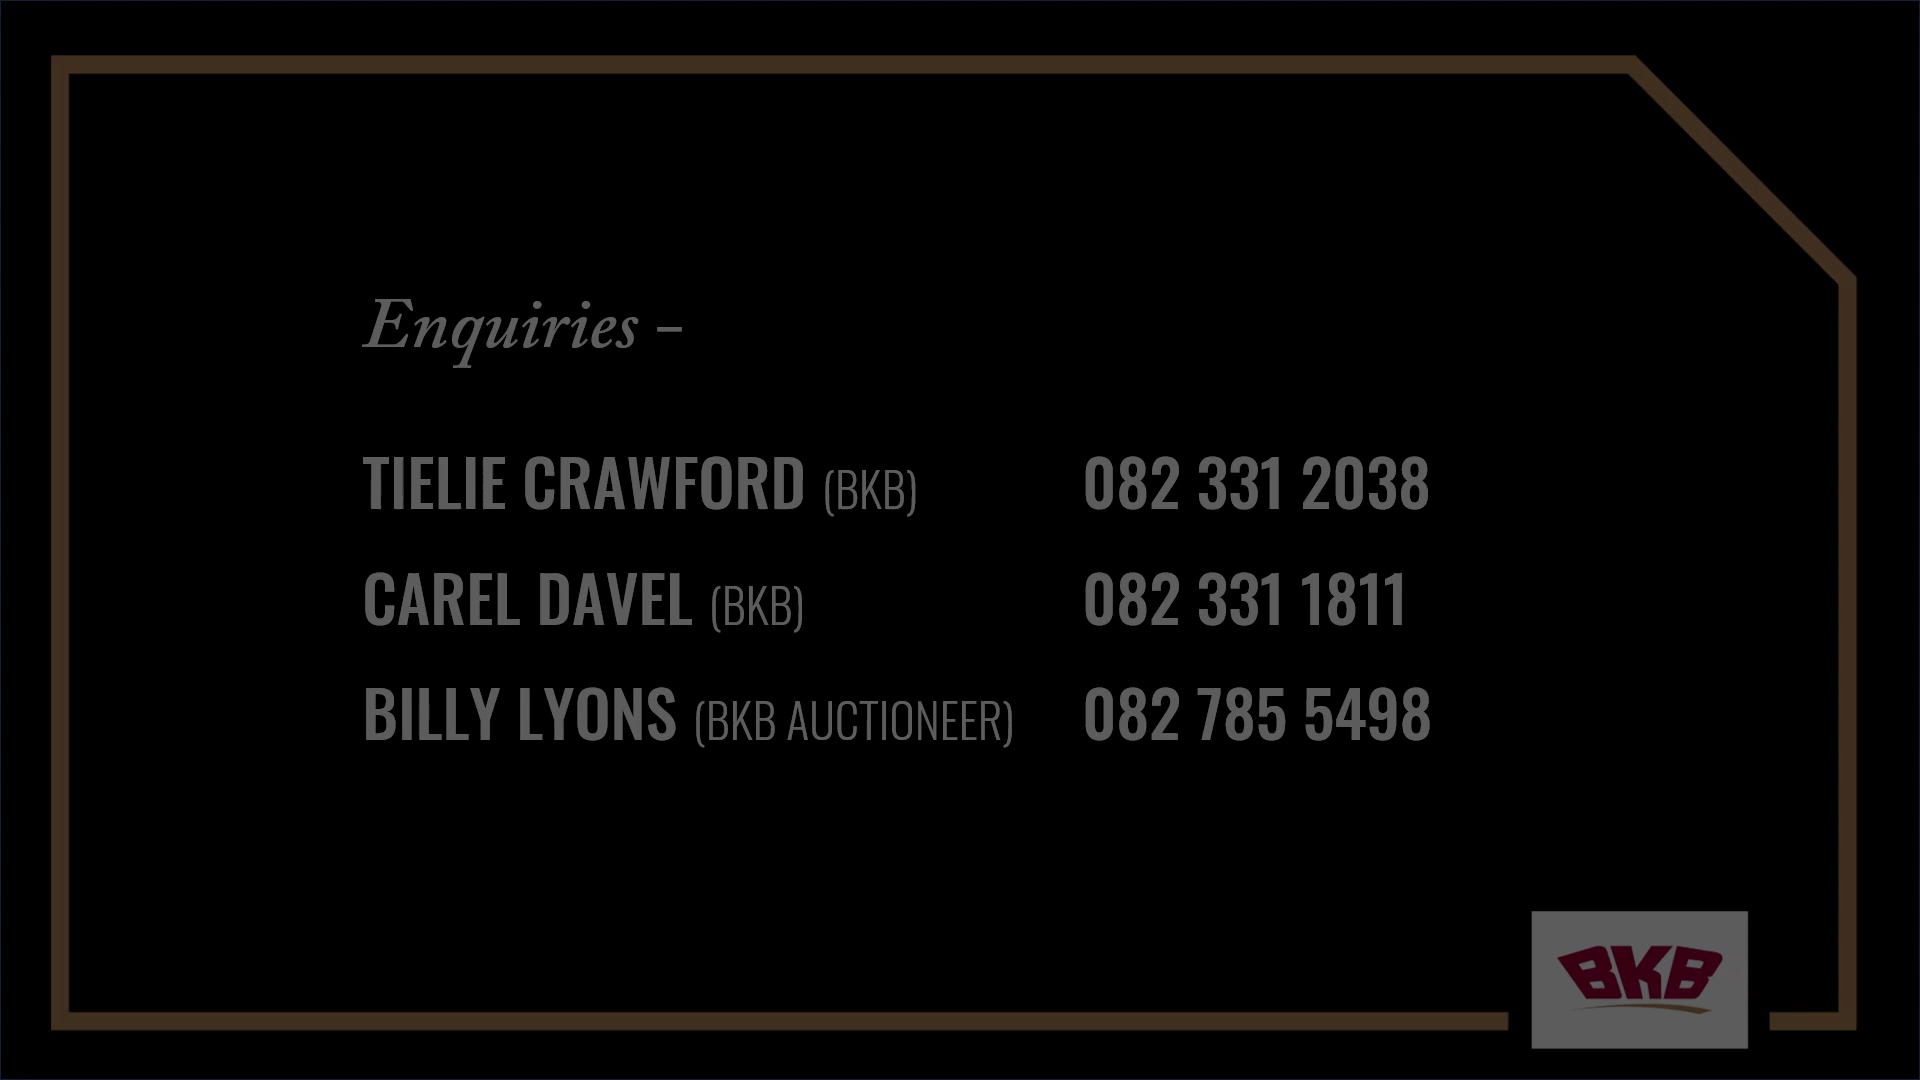 Enquiries -
TIELIE CRAWFORD (BKB) 082 331 2038
CAREL DAVEL (BKB) 082 331 1811
BILLY LYONS (BKB AUCTIONEER) 082 785 5498
BKB